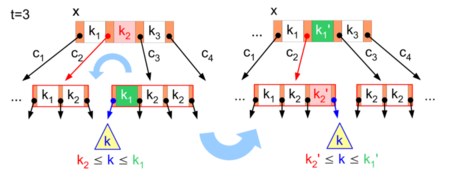 t=3
x
k1 k2 k3
c1 c2 c3 c4
... k1 k2 k1 k2 k2
k
k2 ≤ k ≤ k1
x
... k1 k1' k3
c1 c2 c3 c4
... k1 k2 k2' k2 k2 ...
k
k2' ≤ k ≤ k1'